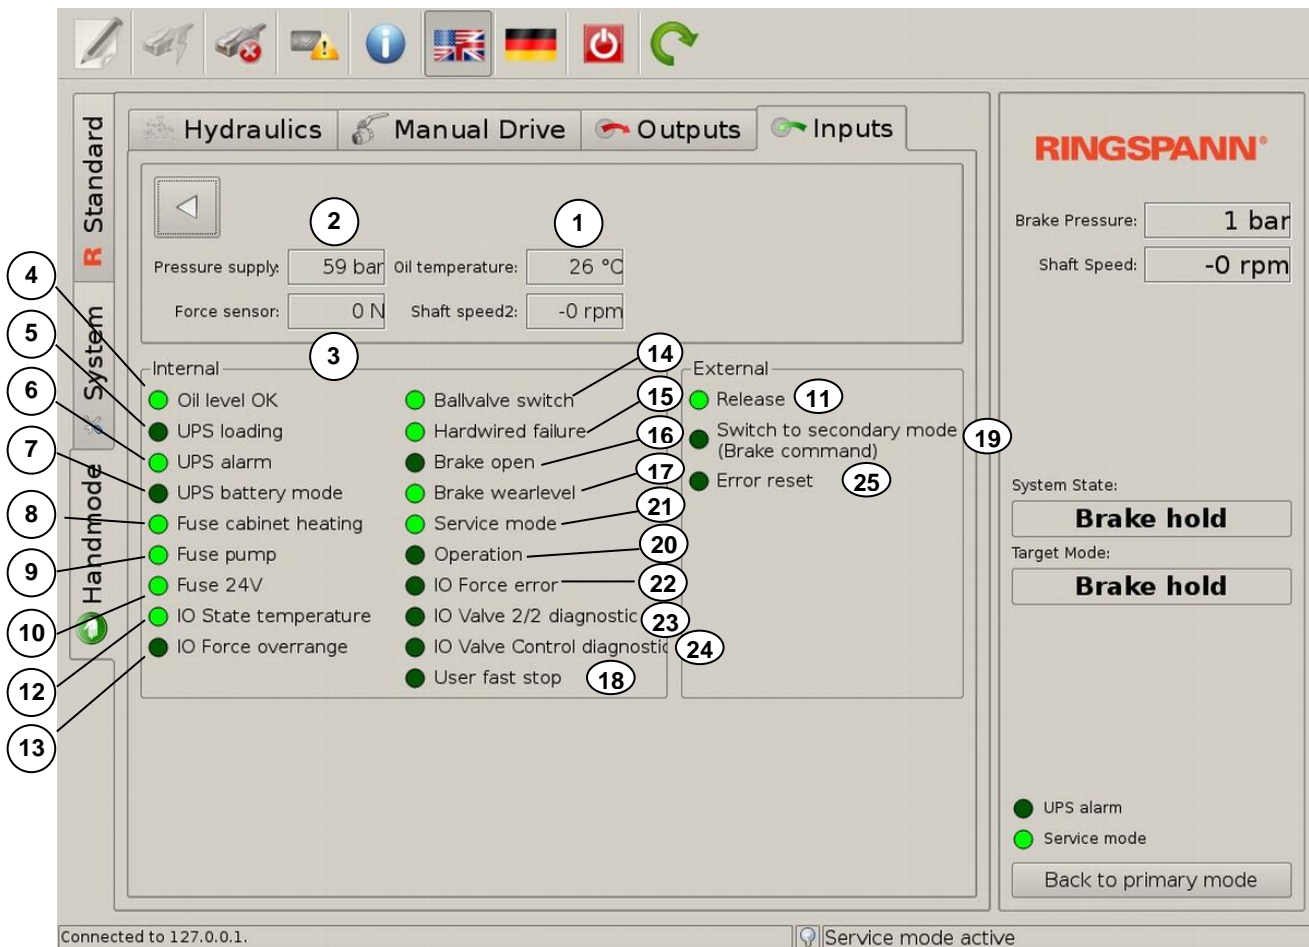 Hydraulics
Manual Drive
Outputs
Inputs
R Standard
System
Handmode
2
1
Pressure supply: 59 bar Oil temperature: 26 °C
Force sensor: 0 N Shaft speed2: -0 rpm
3
4
5
6
7
8
9
10
12
13
Internal
Oil level OK
UPS loading
UPS alarm
UPS battery mode
Fuse cabinet heating
Fuse pump
Fuse 24V
IO State temperature
IO Force overrange
Ballvalve switch 14
Hardwired failure 15
Brake open 16
Brake wearlevel 17
Service mode 21
Operation 20
IO Force error 22
IO Valve 2/2 diagnostic 23
IO Valve Control diagnostic 24
User fast stop 18
External
Release 11
Switch to secondary mode 19
(Brake command)
Error reset 25
RINGSPANN®
Brake Pressure: 1 bar
Shaft Speed: -0 rpm
System State:
Brake hold
Target Mode:
Brake hold
UPS alarm
Service mode
Back to primary mode
Connected to 127.0.0.1.
Service mode active